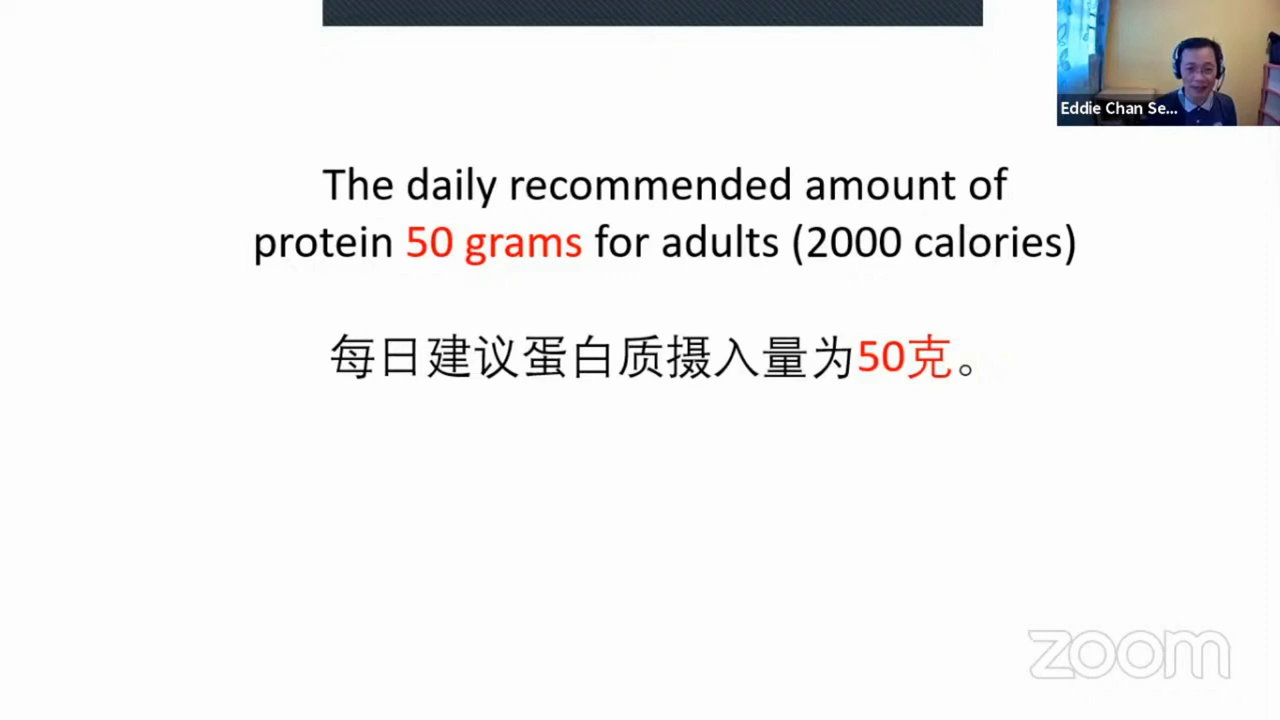 Eddie Chan Se...
The daily recommended amount of
protein 50 grams for adults (2000 calories)
每日建议蛋白质摄入量为50克。
zoom